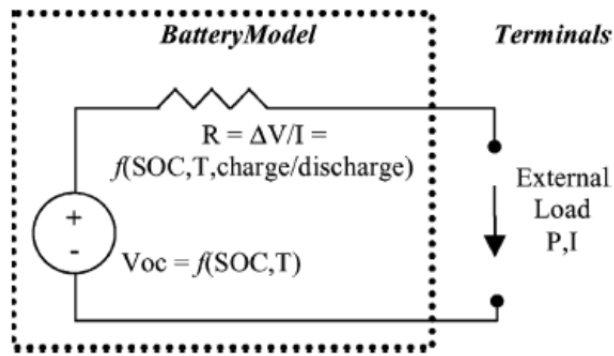 BatteryModel
Terminals
R = ΔV/I =
f(SOC,T,charge/discharge)
+
-
Voc = f(SOC,T)
External
Load
P,I